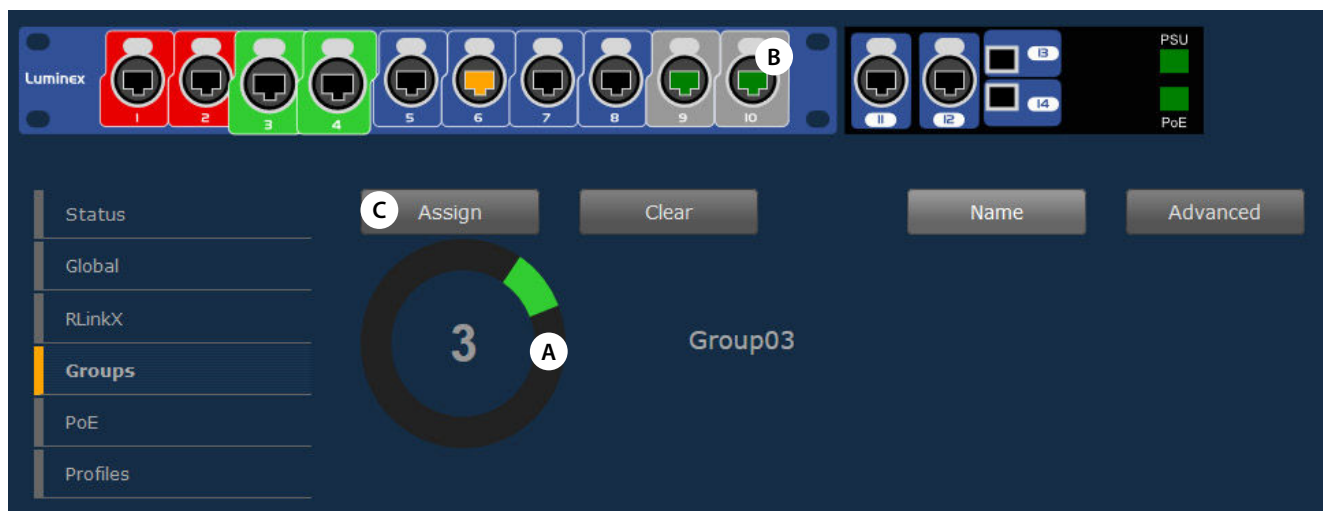 PSU
B
13
Luminex
14
1 2 3 4 5 6 7 8 9 10 11 12
PoE
Status
C Assign Clear Name Advanced
Global
RLinkX
3 A Group03
Groups
PoE
Profiles